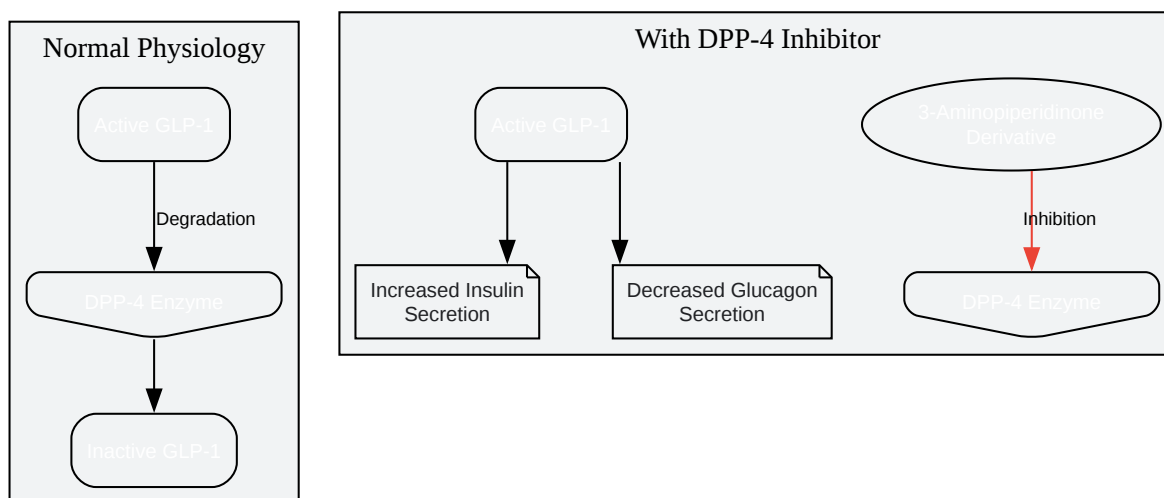 Normal Physiology
Active GLP-1
Degradation
DPP-4 Enzyme
Inactive GLP-1
With DPP-4 Inhibitor
Active GLP-1
3-Aminopiperidinone
Derivative
Inhibition
Increased Insulin
Secretion
Decreased Glucagon
Secretion
DPP-4 Enzyme